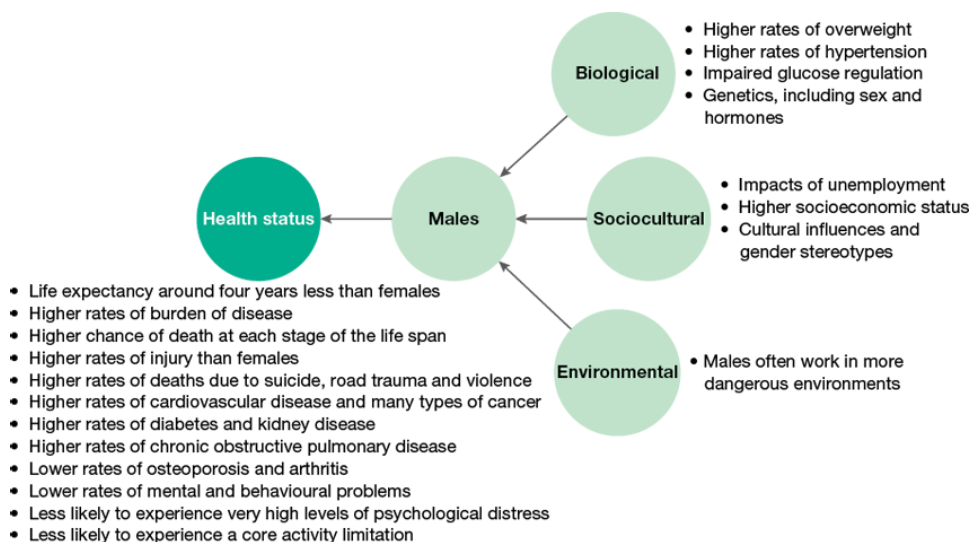 • Higher rates of overweight
• Higher rates of hypertension
• Impaired glucose regulation
• Genetics, including sex and
hormones
Biological
Health status
Males
Sociocultural
• Impacts of unemployment
• Higher socioeconomic status
• Cultural influences and
gender stereotypes
• Life expectancy around four years less than females
• Higher rates of burden of disease
• Higher chance of death at each stage of the life span
• Higher rates of injury than females
• Higher rates of deaths due to suicide, road trauma and violence
• Higher rates of cardiovascular disease and many types of cancer
• Higher rates of diabetes and kidney disease
• Higher rates of chronic obstructive pulmonary disease
• Lower rates of osteoporosis and arthritis
• Lower rates of mental and behavioural problems
• Less likely to experience very high levels of psychological distress
• Less likely to experience a core activity limitation
Environmental
• Males often work in more
dangerous environments